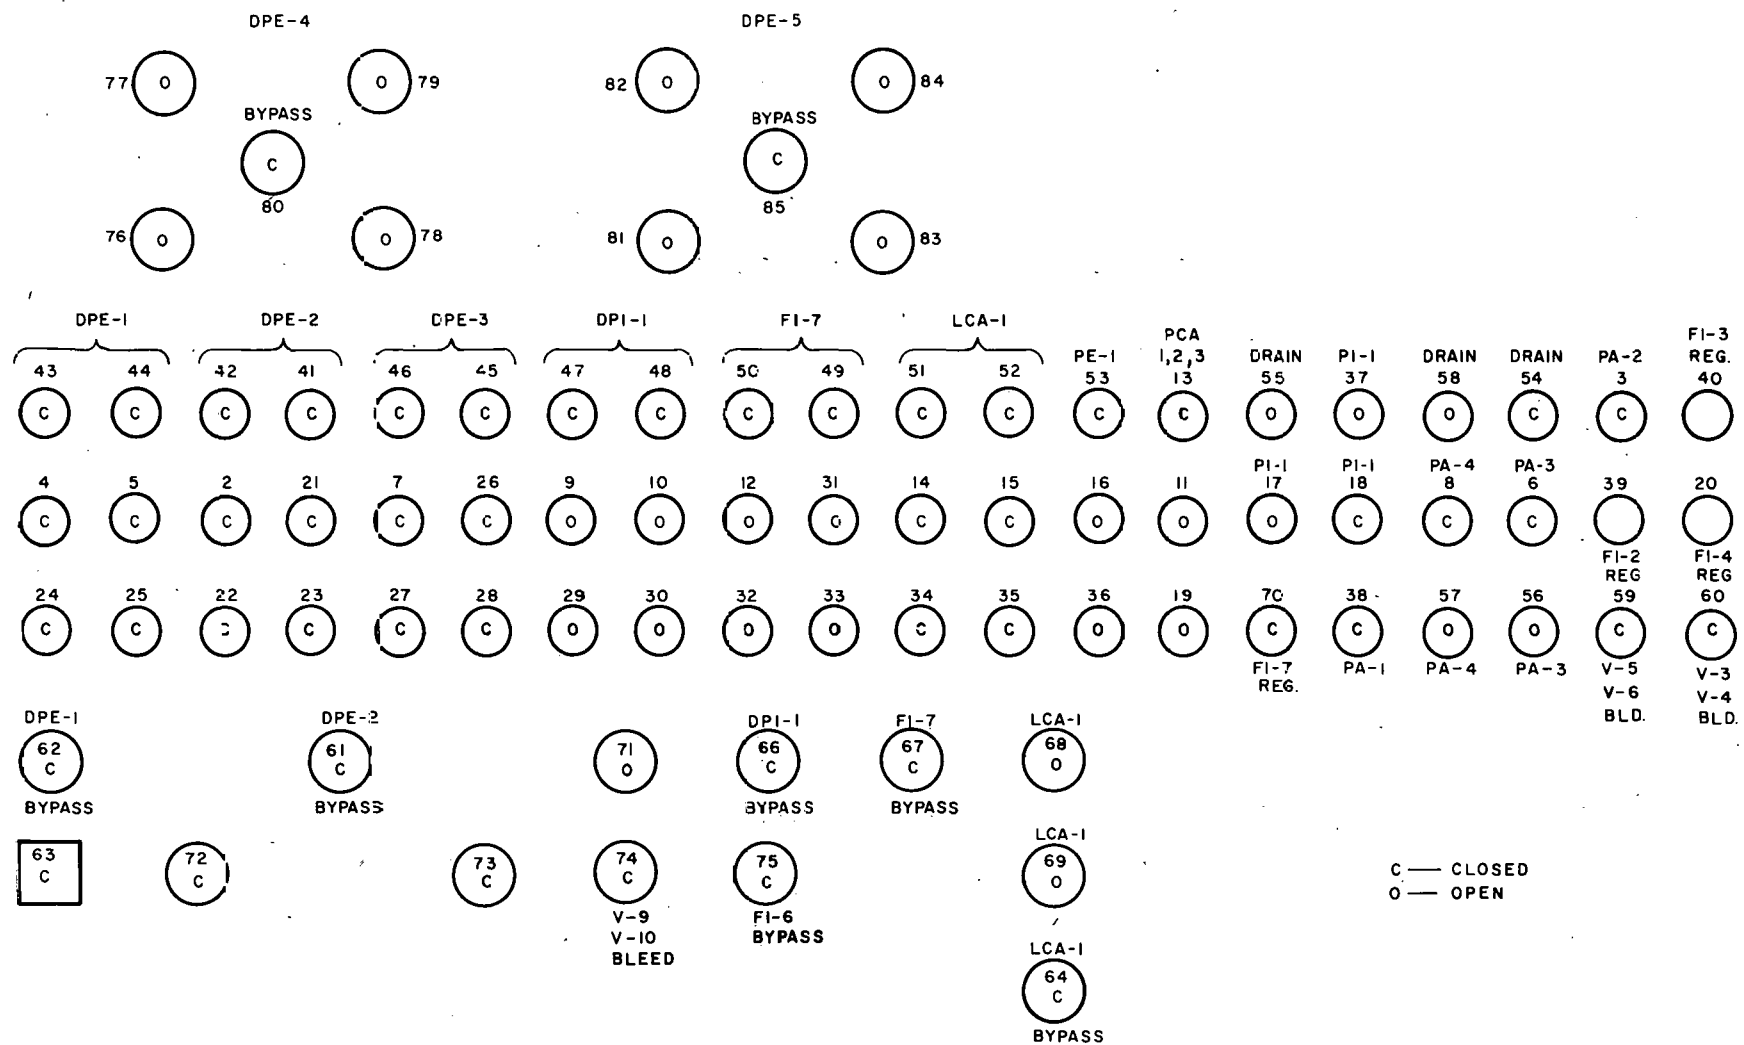 DPE-4 DPE-5
77 O O 79 82 O O 84
BYPASS BYPASS
C C
80 85
76 O O 78 81 O O 83
DPE-1 DPE-2 DPE-3 DPI-1 FI-7 LCA-1
PE-1 PCA 1,2,3 DRAIN PI-1 DRAIN DRAIN PA-2 FI-3 REG.
43 44 42 41 46 45 47 48 50 49 51 52 53 13 55 37 58 54 3 40
C C C C C C C C C C C C C C O O O C C
PI-1 PI-1 PA-4 PA-3
4 5 2 21 7 26 9 10 12 31 14 15 16 11 17 18 8 6 39 20
C C C C C C O O O O C C O O O C C C
FI-2 REG FI-4 REG
24 25 22 23 27 28 29 30 32 33 34 35 36 19 70 38 57 56 59 60
C C C C C C O O O O C C O O C C O O C C
FI-7 REG. PA-1 PA-4 PA-3 V-5 V-6 BLD. V-3 V-4 BLD.
DPE-1 DPE-2 DPI-1 FI-7 LCA-1
62 61 71 66 67 68
C C O C C O
BYPASS BYPASS BYPASS BYPASS
LCA-1
63 72 73 74 75 69
C C C C C O
V-9 V-10 BLEED FI-6 BYPASS
C — CLOSED
O — OPEN
LCA-1
64
C
BYPASS